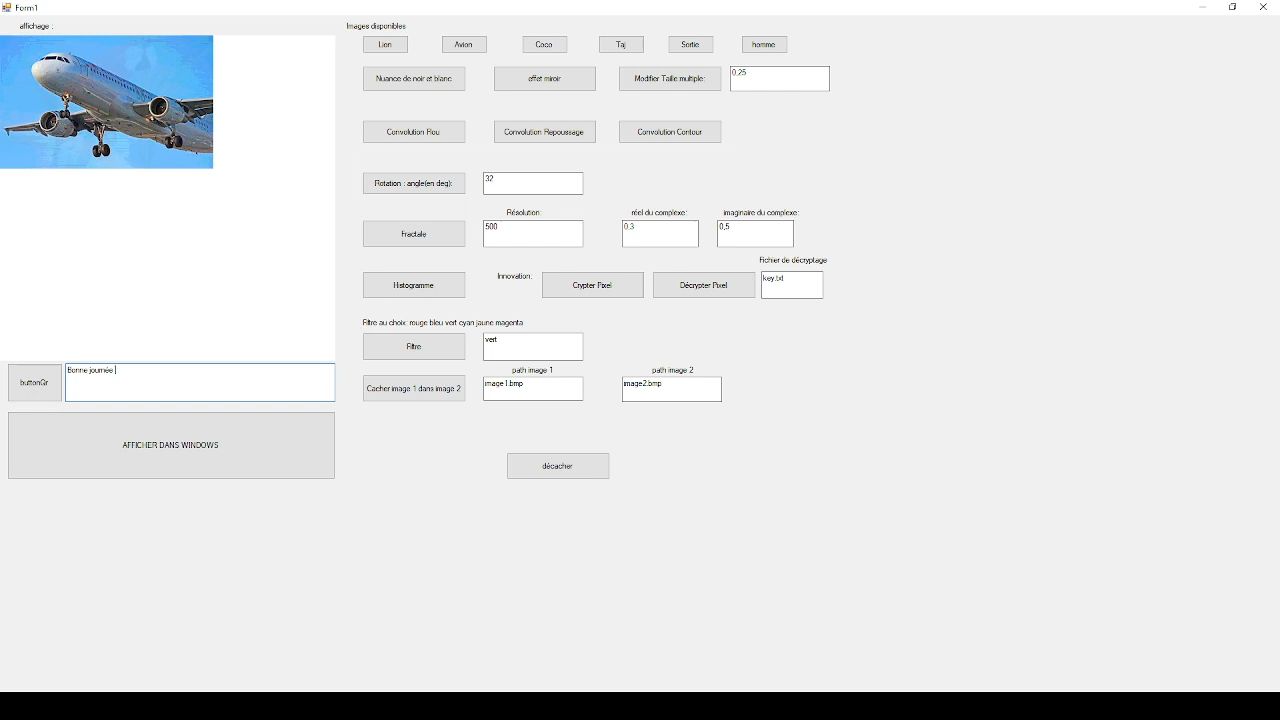 Form1
affichage :
Images disponibles
Lion Avion Coco Taj Sortie homme
Nuance de noir et blanc effet miroir Modifier Taille multiple: 0,25
Convolution Flou Convolution Repoussage Convolution Contour
Rotation : angle(en deg): 32
Résolution: réel du complexe: imaginaire du complexe:
Fractale 500 0,3 0,5
Fichier de décryptage
Histogramme Innovation: Crypter Pixel Décrypter Pixel key.txt
Filtre au choix: rouge bleu vert cyan jaune magenta
Filtre vert
path image 1 path image 2
buttonQr Bonne journée
Cacher image 1 dans image 2 image1.bmp image2.bmp
AFFICHER DANS WINDOWS
décacher